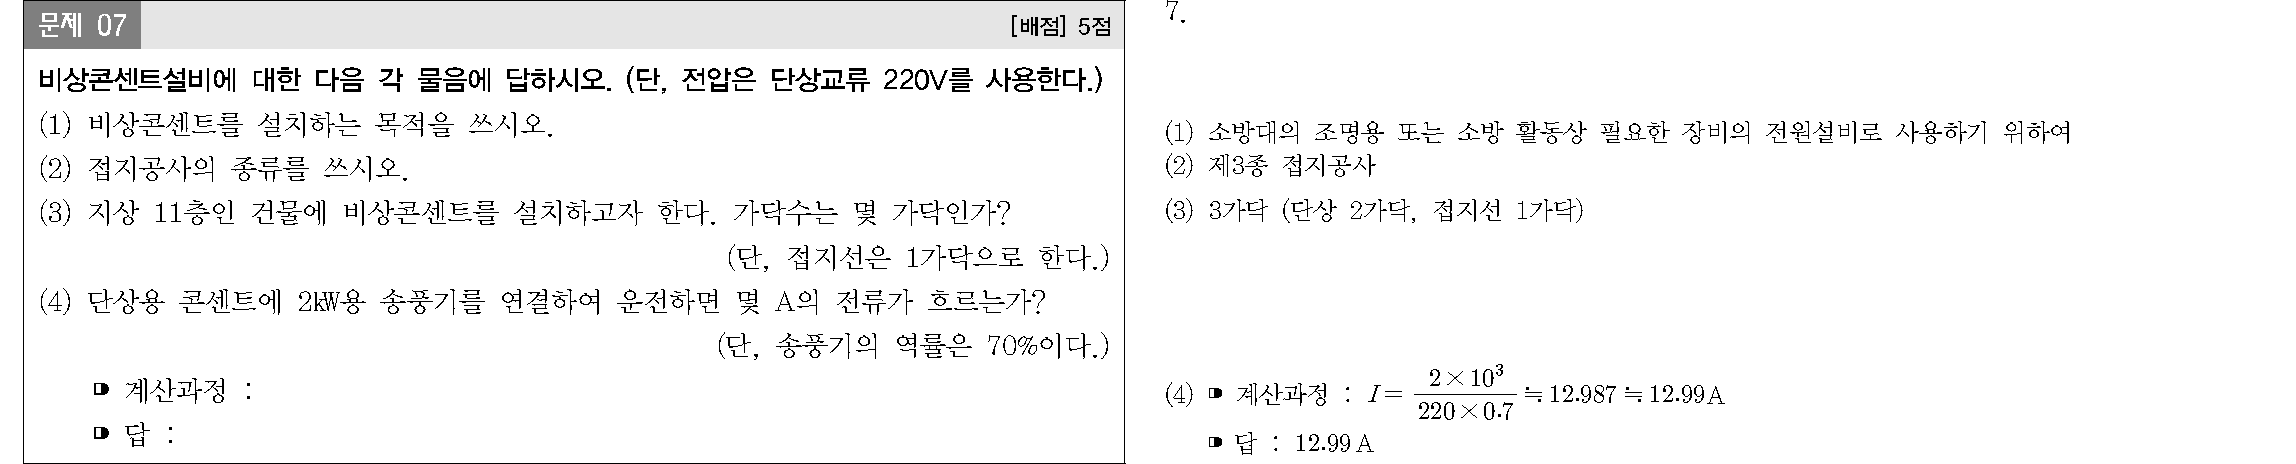 문제 07
[배점] 5점
비상콘센트설비에 대한 다음 각 물음에 답하시오. (단, 전압은 단상교류 220V를 사용한다.)
(1) 비상콘센트를 설치하는 목적을 쓰시오.
(2) 접지공사의 종류를 쓰시오.
(3) 지상 11층인 건물에 비상콘센트를 설치하고자 한다. 가닥수는 몇 가닥인가?
(단, 접지선은 1가닥으로 한다.)
(4) 단상용 콘센트에 2kW용 송풍기를 연결하여 운전하면 몇 A의 전류가 흐르는가?
(단, 송풍기의 역률은 70%이다.)
계산과정 :
답 :
7.
(1) 소방대의 조명용 또는 소방 활동상 필요한 장비의 전원설비로 사용하기 위하여
(2) 제3종 접지공사
(3) 3가닥 (단상 2가닥, 접지선 1가닥)
(4) 계산과정 : I = (2×10³)/(220×0.7) ≒ 12.987 ≒ 12.99 A
답 : 12.99 A